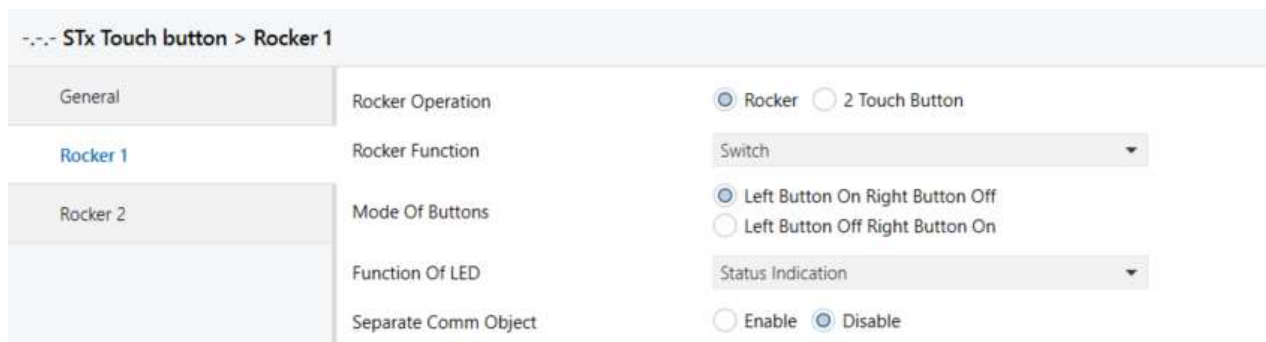 -.-.- STx Touch button > Rocker 1
General
Rocker 1
Rocker 2
Rocker Operation
Rocker 2 Touch Button
Rocker Function
Switch
Mode Of Buttons
Left Button On Right Button Off
Left Button Off Right Button On
Function Of LED
Status Indication
Separate Comm Object
Enable Disable